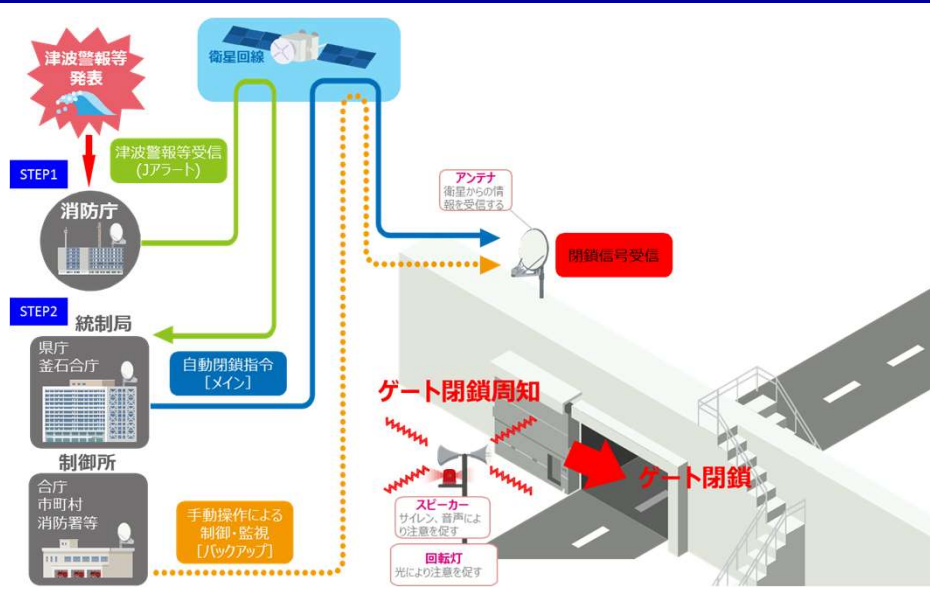 津波警報等
発表
衛星回線
津波警報等受信
(Jアラート)
STEP1
消防庁
アンテナ
衛星からの情
報を受信する
閉鎖信号受信
STEP2
統制局
県庁
釜石合庁
自動閉鎖指令
[メイン]
ゲート閉鎖周知
ゲート閉鎖
制御所
合庁
市町村
消防署等
手動操作による
制御・監視
[バックアップ]
スピーカー
サイレン、音声によ
り注意を促す
回転灯
光により注意を促す